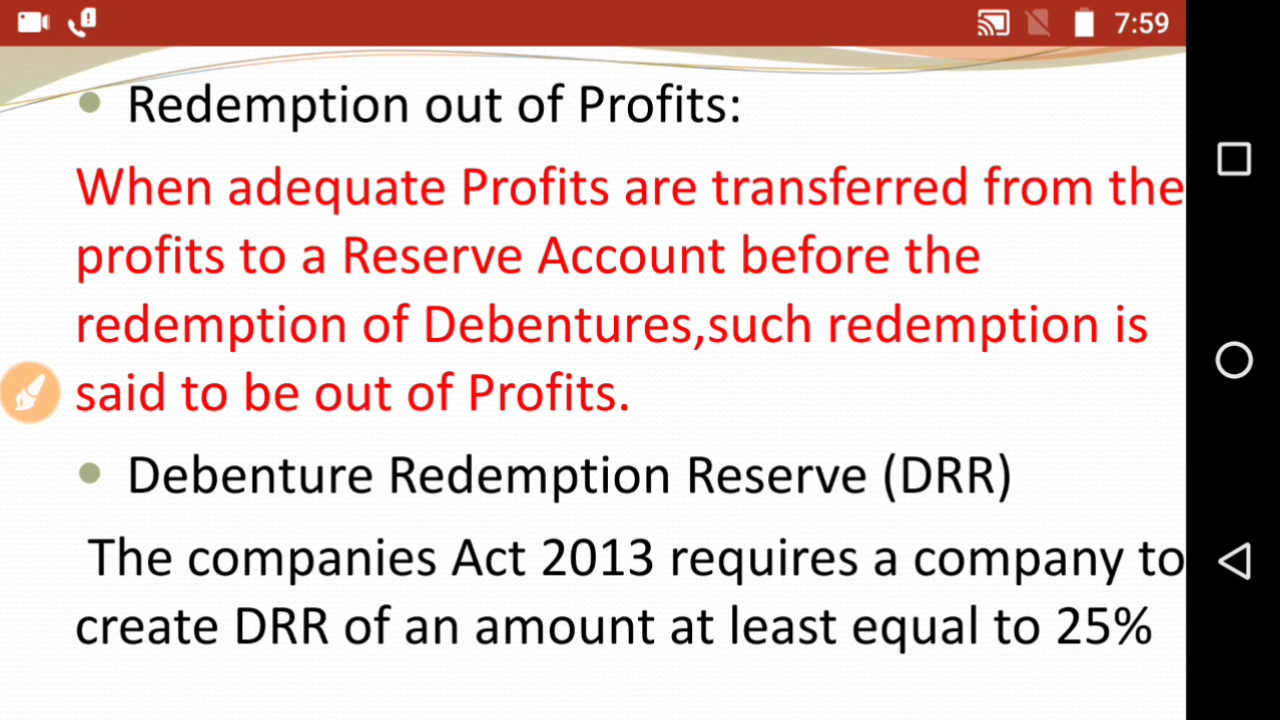 7:59
Redemption out of Profits:
When adequate Profits are transferred from the
profits to a Reserve Account before the
redemption of Debentures,such redemption is
said to be out of Profits.
Debenture Redemption Reserve (DRR)
The companies Act 2013 requires a company to
create DRR of an amount at least equal to 25%